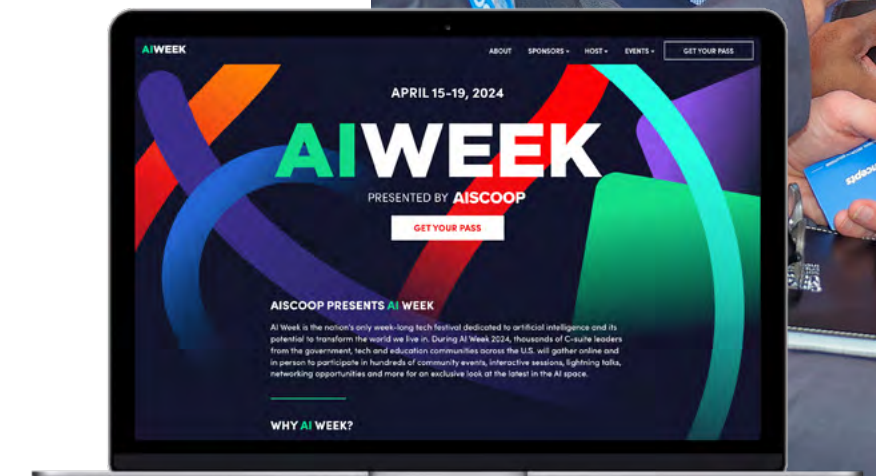 AIWEEK
ABOUT SPONSORS HOST EVENTS GET YOUR PASS
APRIL 15-19, 2024
AIWEEK
PRESENTED BY AISCOOP
GET YOUR PASS
AISCOOP PRESENTS AI WEEK
AI Week is the nation's only week-long tech festival dedicated to artificial intelligence and its
potential to transform the world we live in. During AI Week 2024, thousands of C-suite leaders
from the government, tech and education communities across the U.S. will gather online and
in person to participate in hundreds of community events, interactive sessions, lightning talks,
networking opportunities and more for an exclusive look at the latest in the AI space.
WHY AI WEEK?